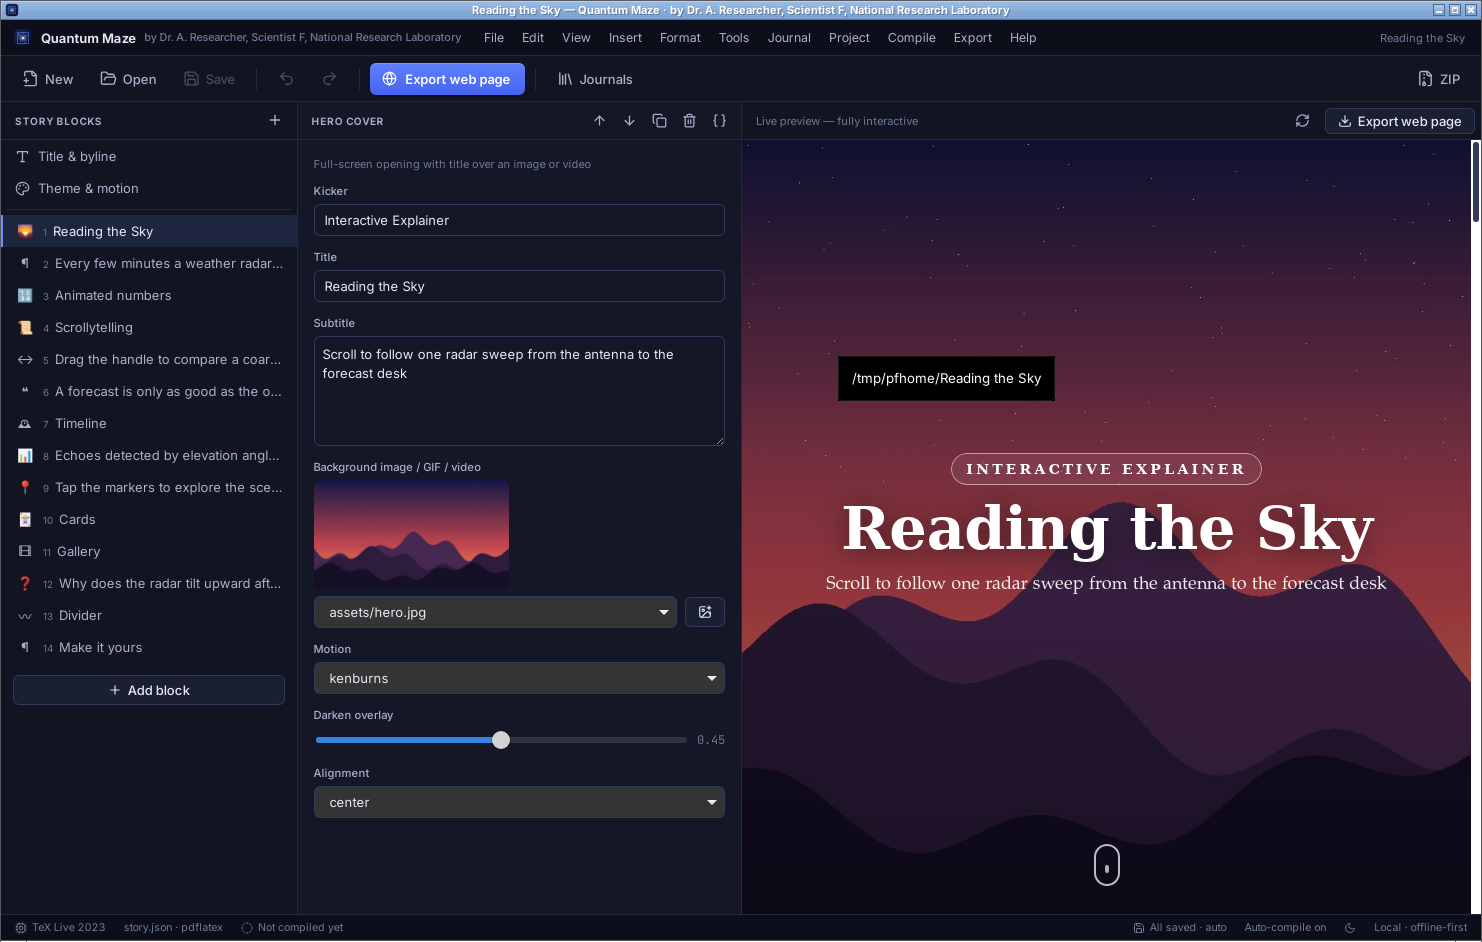 Reading the Sky — Quantum Maze · by Dr. A. Researcher, Scientist F, National Research Laboratory
Quantum Maze by Dr. A. Researcher, Scientist F, National Research Laboratory File Edit View Insert Format Tools Journal Project Compile Export Help Reading the Sky
New Open Save Export web page Journals ZIP
STORY BLOCKS
Title & byline
Theme & motion
1 Reading the Sky
2 Every few minutes a weather radar...
3 Animated numbers
4 Scrollytelling
5 Drag the handle to compare a coar...
6 A forecast is only as good as the o...
7 Timeline
8 Echoes detected by elevation angl...
9 Tap the markers to explore the sce...
10 Cards
11 Gallery
12 Why does the radar tilt upward aft...
13 Divider
14 Make it yours
Add block
HERO COVER
Full-screen opening with title over an image or video
Kicker
Interactive Explainer
Title
Reading the Sky
Subtitle
Scroll to follow one radar sweep from the antenna to the
forecast desk
Background image / GIF / video
assets/hero.jpg
Motion
kenburns
Darken overlay
0.45
Alignment
center
Live preview — fully interactive Export web page
/tmp/pfhome/Reading the Sky
INTERACTIVE EXPLAINER
Reading the Sky
Scroll to follow one radar sweep from the antenna to the forecast desk
TeX Live 2023 story.json · pdflatex Not compiled yet All saved · auto Auto-compile on Local · offline-first